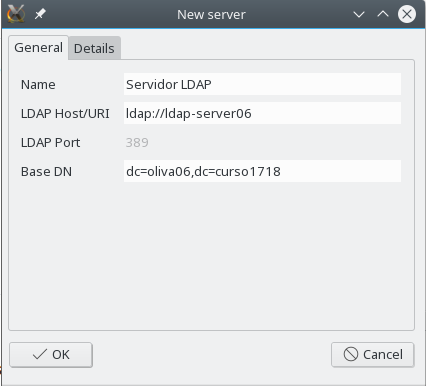 New server
General Details
Name Servidor LDAP
LDAP Host/URI ldap://ldap-server06
LDAP Port 389
Base DN dc=oliva06,dc=curso1718
OK Cancel